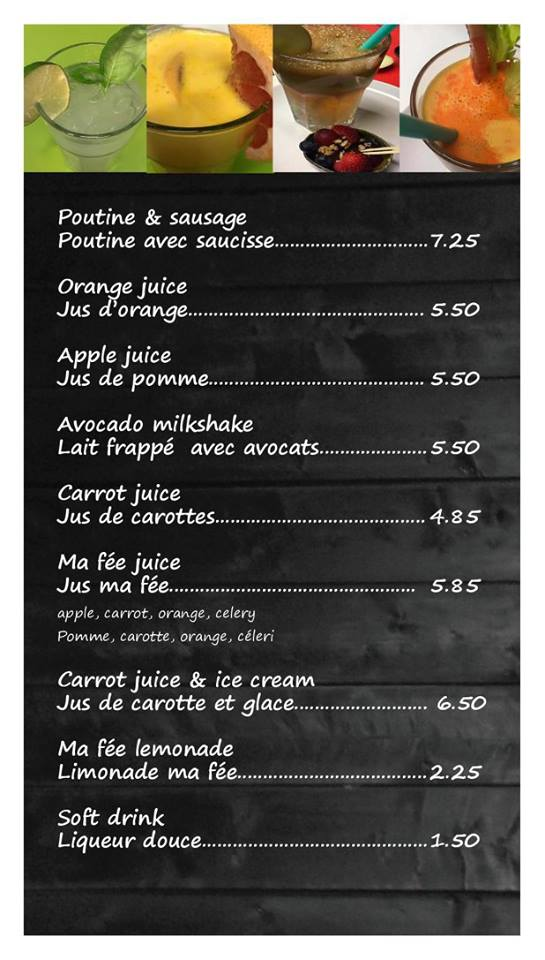 Poutine & sausage
Poutine avec saucisse................................7.25
Orange juice
Jus d'orange................................................. 5.50
Apple juice
Jus de pomme............................................. 5.50
Avocado milkshake
Lait frappé  avec avocats...................... 5.50
Carrot juice
Jus de carottes............................................4.85
Ma fée juice
Jus ma fée...................................................  5.85
apple, carrot, orange, celery
Pomme, carotte, orange, céleri
Carrot juice & ice cream
Jus de carotte et glace............................ 6.50
Ma fée lemonade
Limonade ma fée........................................2.25
Soft drink
Liqueur douce...............................................1.50